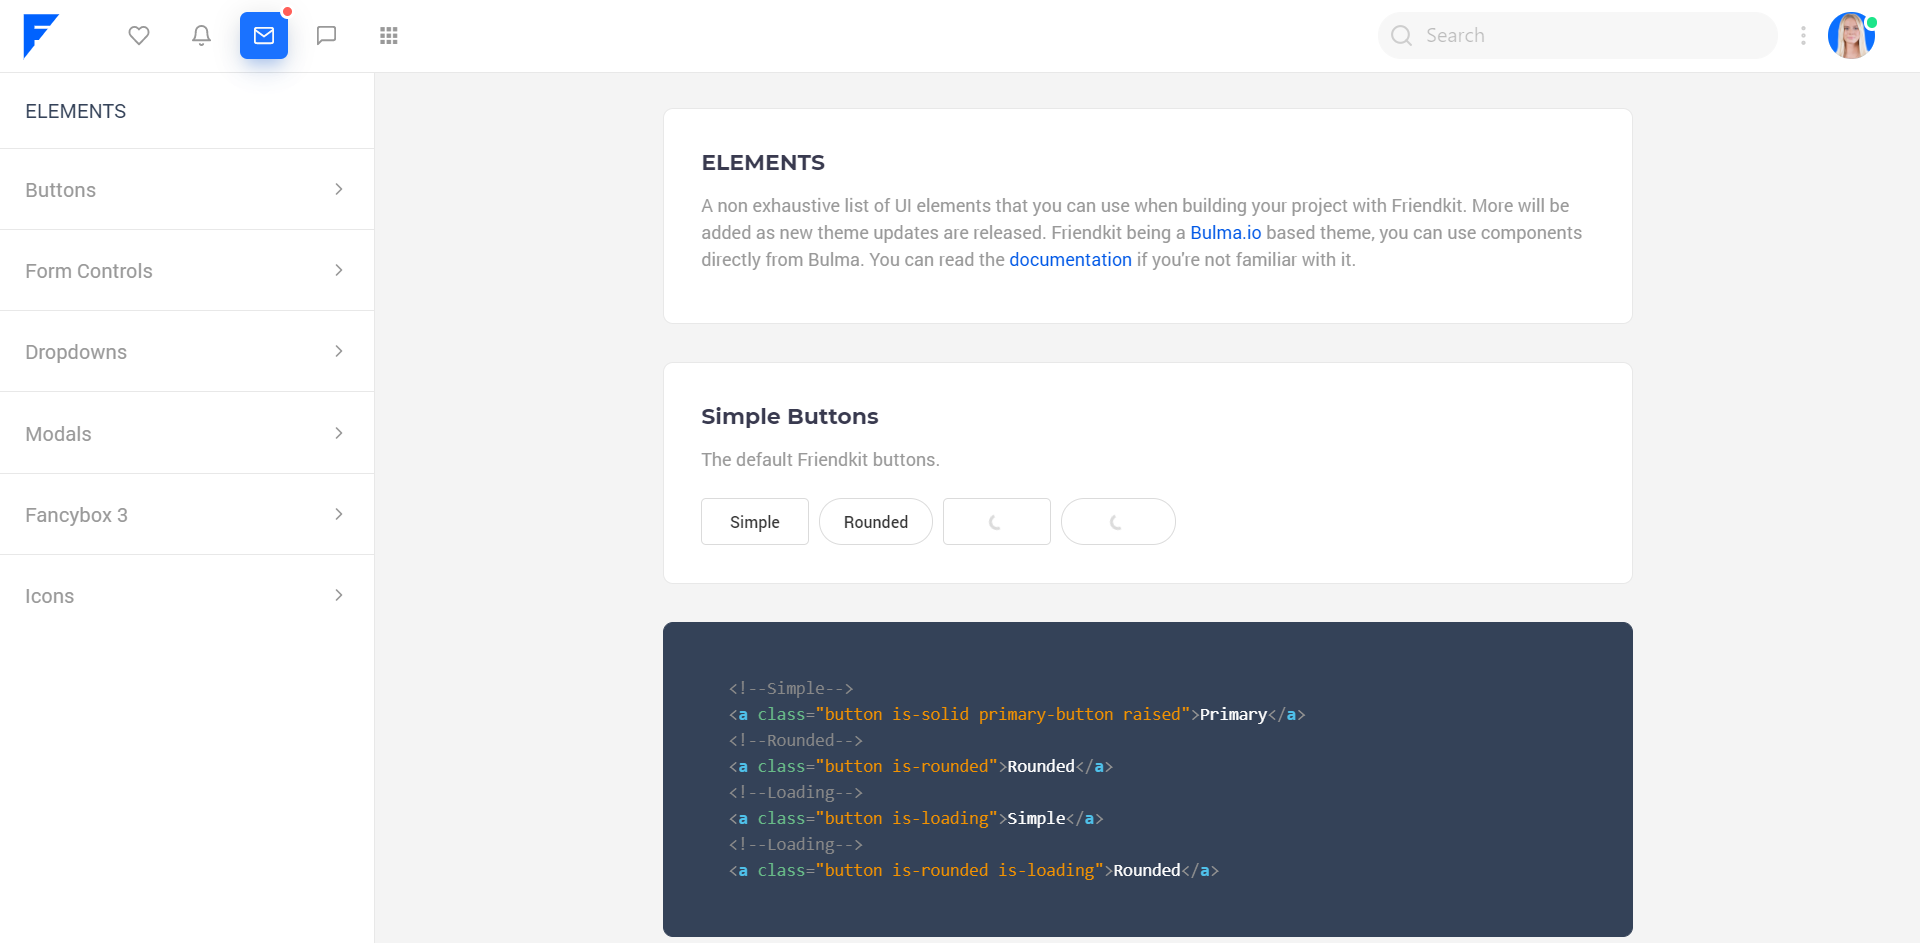 Search
ELEMENTS
Buttons
Form Controls
Dropdowns
Modals
Fancybox 3
Icons
ELEMENTS
A non exhaustive list of UI elements that you can use when building your project with Friendkit. More will be
added as new theme updates are released. Friendkit being a Bulma.io based theme, you can use components
directly from Bulma. You can read the documentation if you're not familiar with it.
Simple Buttons
The default Friendkit buttons.
Simple Rounded
<!--Simple-->
<a class="button is-solid primary-button raised">Primary</a>
<!--Rounded-->
<a class="button is-rounded">Rounded</a>
<!--Loading-->
<a class="button is-loading">Simple</a>
<!--Loading-->
<a class="button is-rounded is-loading">Rounded</a>